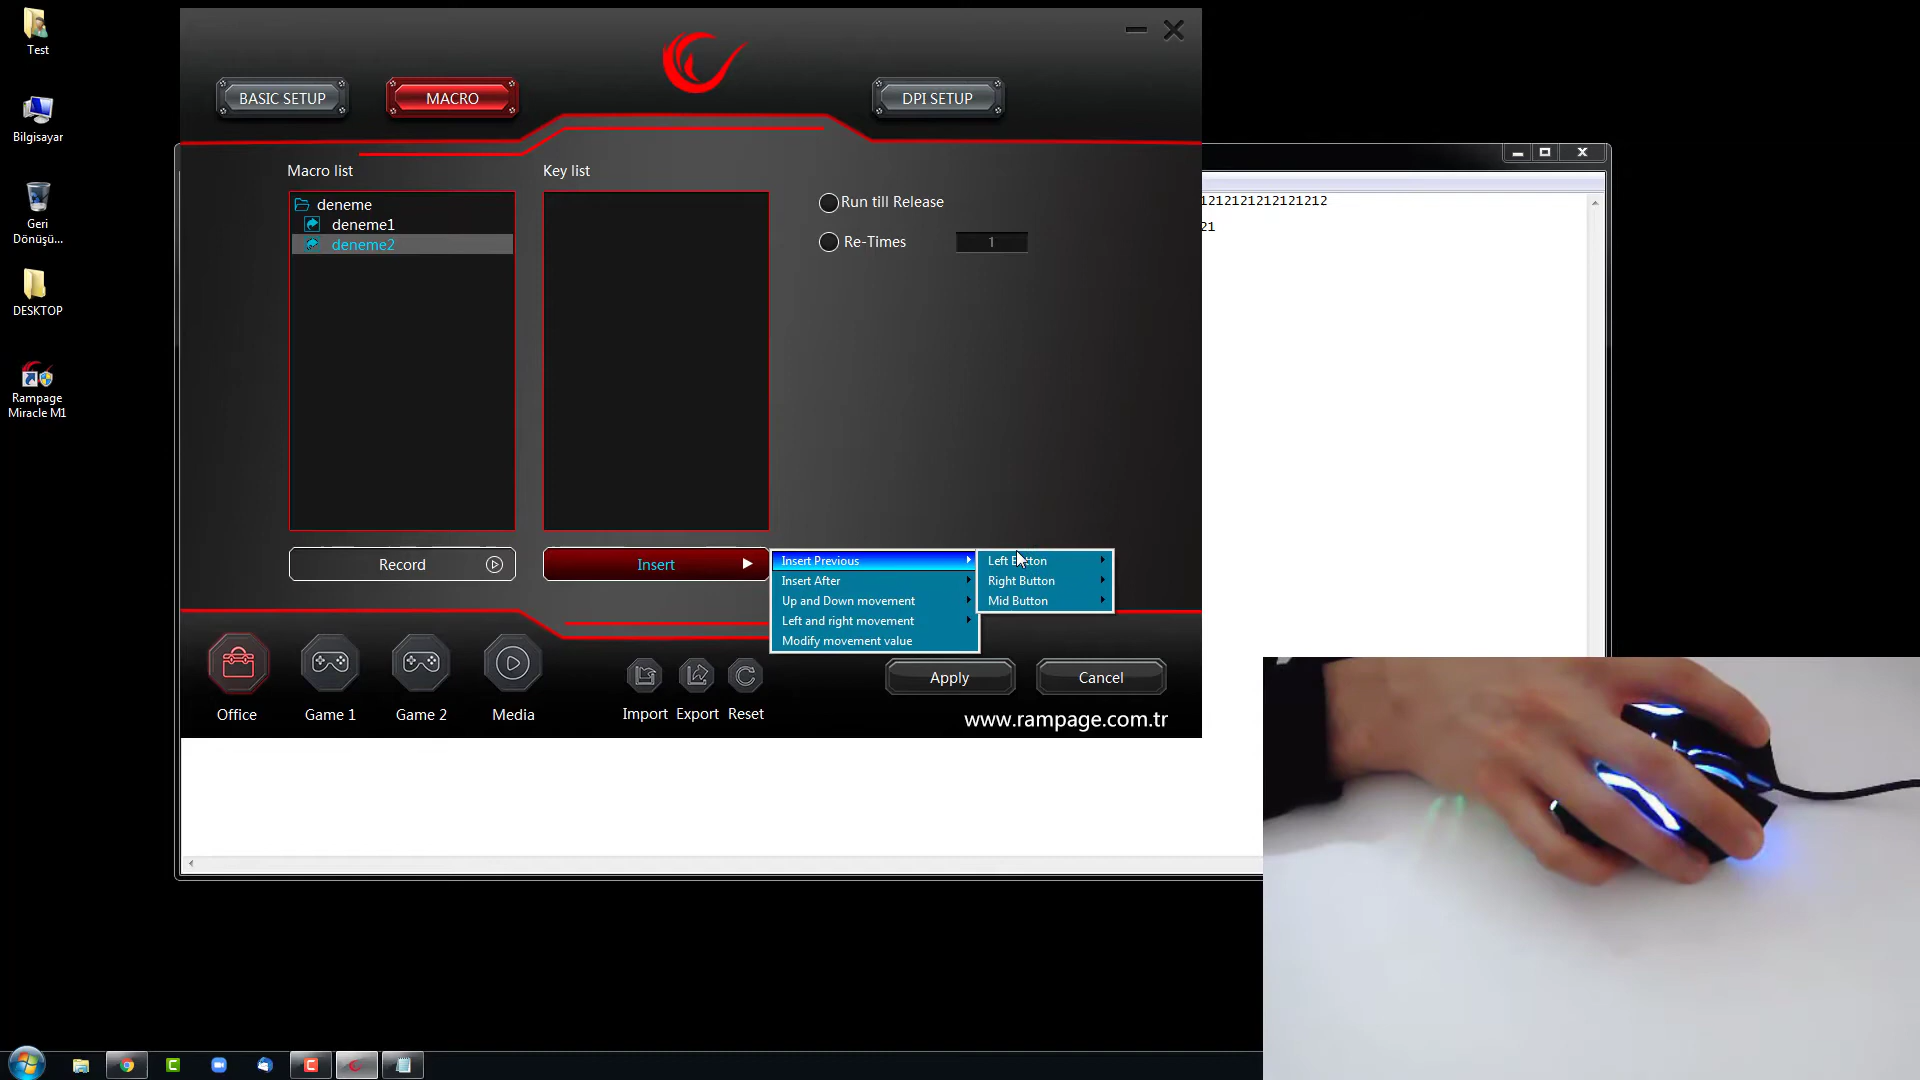 Test
Bilgisayar
Geri
Dönüşü...
DESKTOP
Rampage
Miracle M1
BASIC SETUP
MACRO
DPI SETUP
Macro list
Key list
deneme
deneme1
deneme2
Run till Release
Re-Times
1
1212121212121212
21
Record
Insert
Insert Previous
Insert After
Up and Down movement
Left and right movement
Modify movement value
Left Button
Right Button
Mid Button
Office
Game 1
Game 2
Media
Import
Export
Reset
Apply
Cancel
www.rampage.com.tr